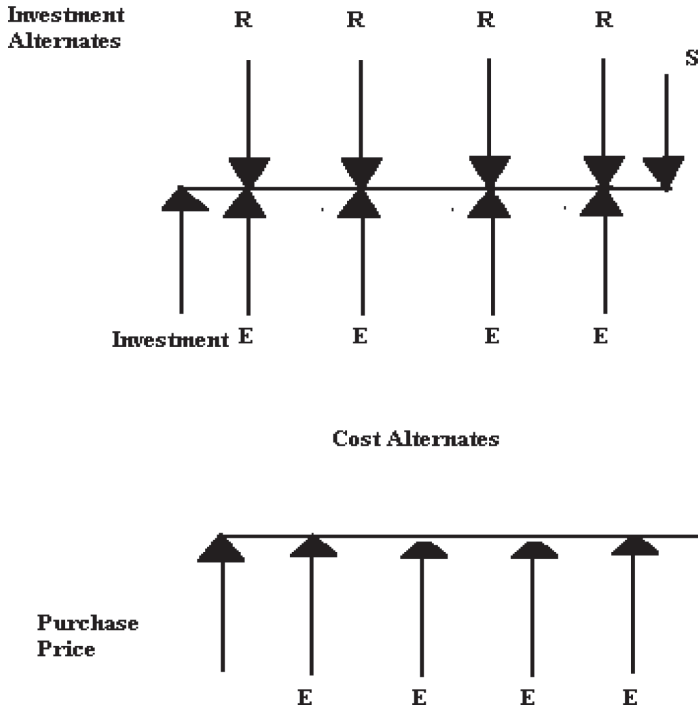 Investment
Alternates
R R R R
S
Investment E E E E
Cost Alternates
Purchase
Price
E E E E